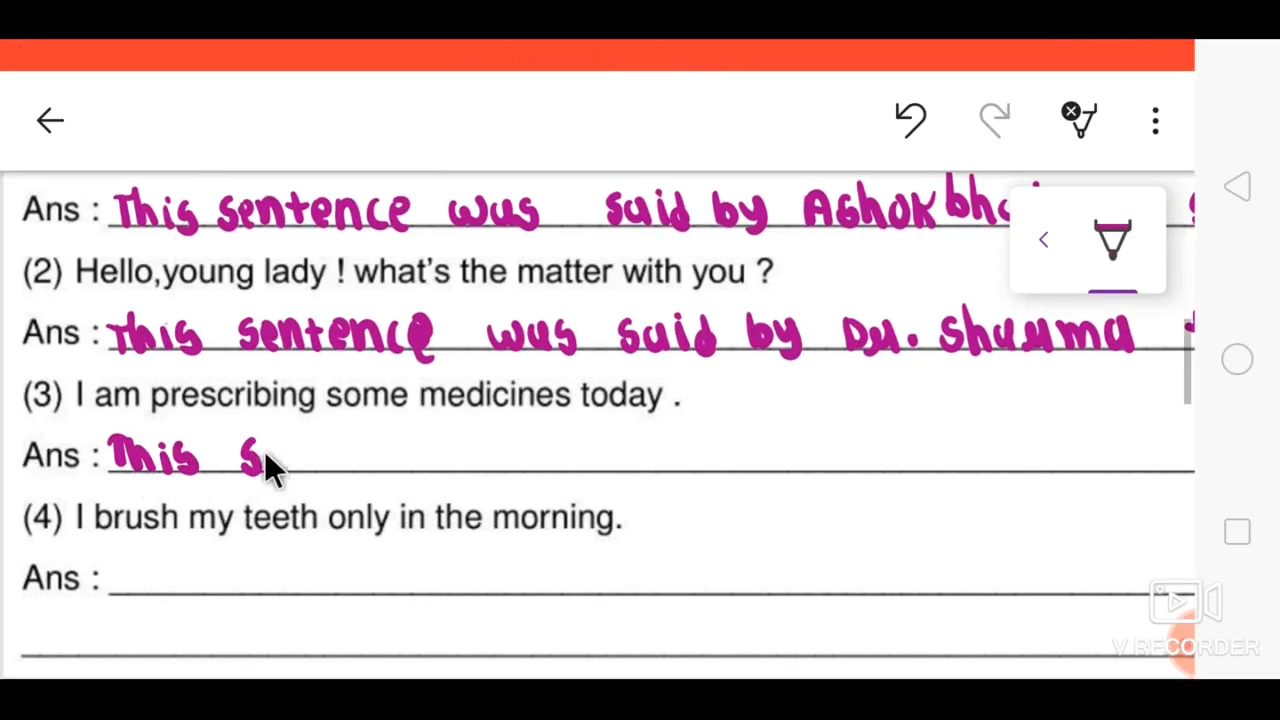 Ans : This sentence was said by Ashokbh
(2) Hello,young lady ! what's the matter with you ?
Ans : This sentence was said by Dr. Sharma
(3) I am prescribing some medicines today .
Ans : This s
(4) I brush my teeth only in the morning.
Ans :
V RECORDER